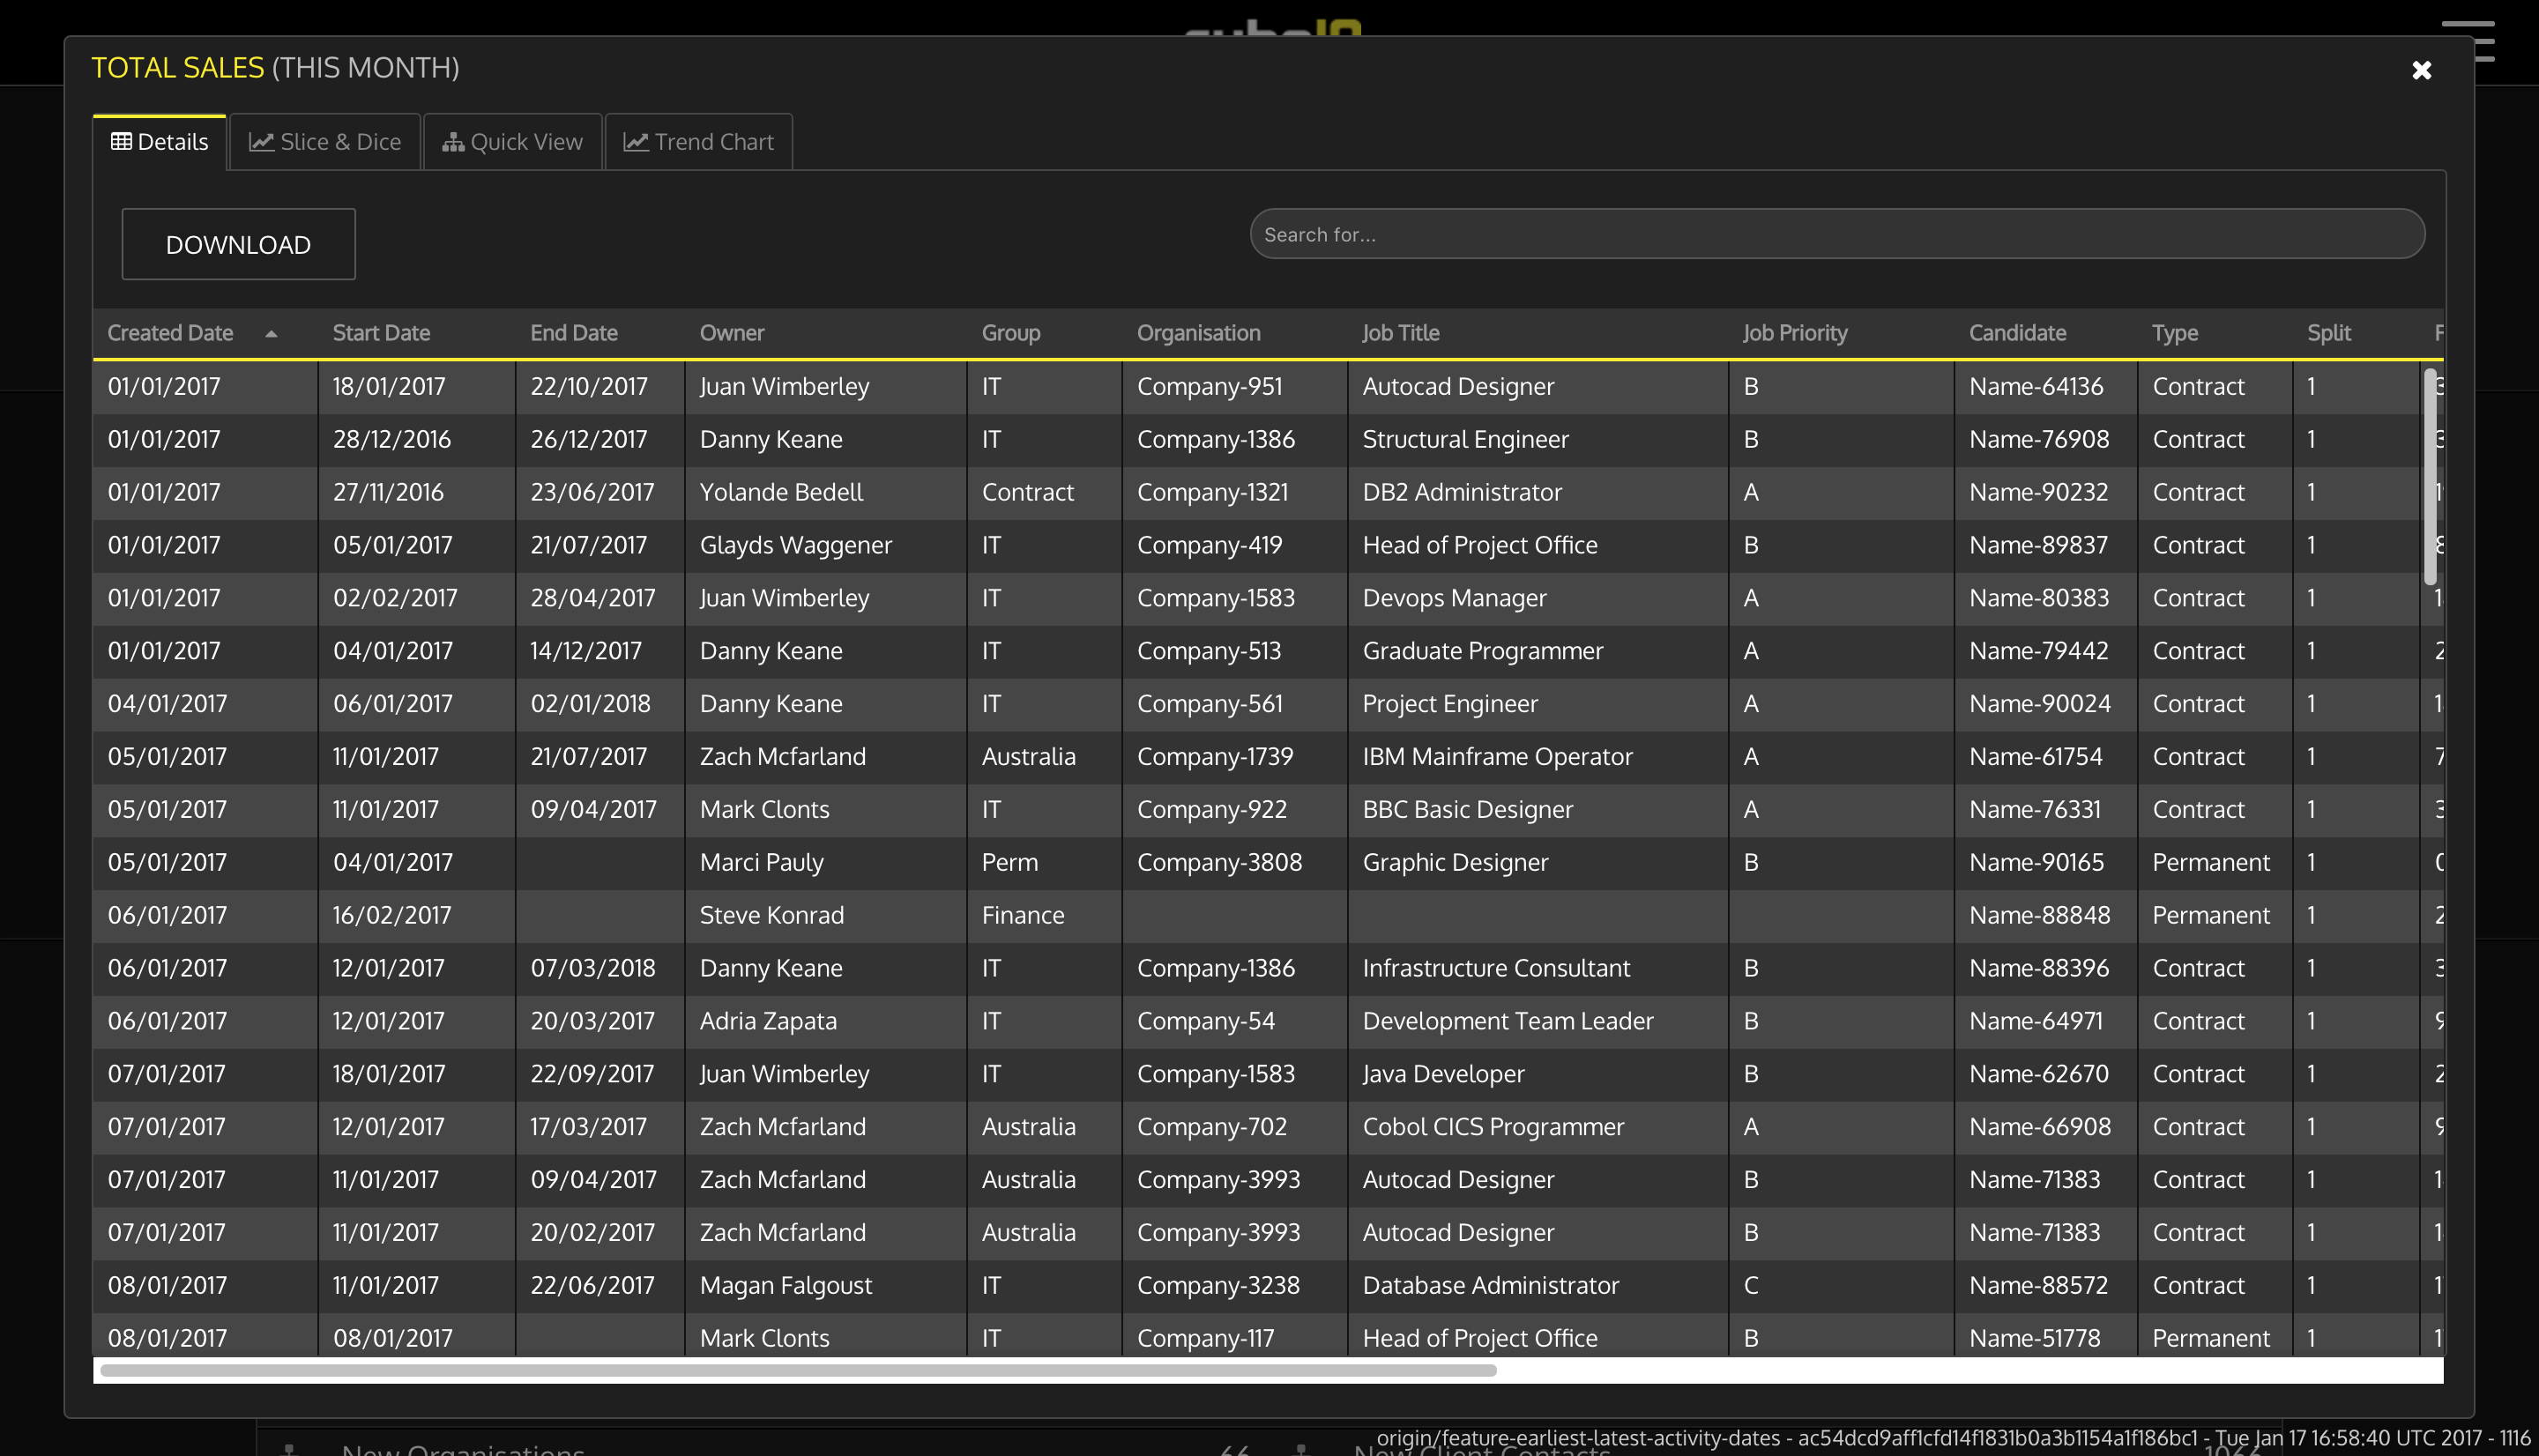 TOTAL SALES (THIS MONTH)
Details Slice & Dice Quick View Trend Chart
DOWNLOAD Search for...
Created Date Start Date End Date Owner Group Organisation Job Title Job Priority Candidate Type Split
01/01/2017 18/01/2017 22/10/2017 Juan Wimberley IT Company-951 Autocad Designer B Name-64136 Contract 1
01/01/2017 28/12/2016 26/12/2017 Danny Keane IT Company-1386 Structural Engineer B Name-76908 Contract 1
01/01/2017 27/11/2016 23/06/2017 Yolande Bedell Contract Company-1321 DB2 Administrator A Name-90232 Contract 1
01/01/2017 05/01/2017 21/07/2017 Glayds Waggener IT Company-419 Head of Project Office B Name-89837 Contract 1
01/01/2017 02/02/2017 28/04/2017 Juan Wimberley IT Company-1583 Devops Manager A Name-80383 Contract 1
01/01/2017 04/01/2017 14/12/2017 Danny Keane IT Company-513 Graduate Programmer A Name-79442 Contract 1
04/01/2017 06/01/2017 02/01/2018 Danny Keane IT Company-561 Project Engineer A Name-90024 Contract 1
05/01/2017 11/01/2017 21/07/2017 Zach Mcfarland Australia Company-1739 IBM Mainframe Operator A Name-61754 Contract 1
05/01/2017 11/01/2017 09/04/2017 Mark Clonts IT Company-922 BBC Basic Designer A Name-76331 Contract 1
05/01/2017 04/01/2017 Marci Pauly Perm Company-3808 Graphic Designer B Name-90165 Permanent 1
06/01/2017 16/02/2017 Steve Konrad Finance Name-88848 Permanent 1
06/01/2017 12/01/2017 07/03/2018 Danny Keane IT Company-1386 Infrastructure Consultant B Name-88396 Contract 1
06/01/2017 12/01/2017 20/03/2017 Adria Zapata IT Company-54 Development Team Leader B Name-64971 Contract 1
07/01/2017 18/01/2017 22/09/2017 Juan Wimberley IT Company-1583 Java Developer B Name-62670 Contract 1
07/01/2017 12/01/2017 17/03/2017 Zach Mcfarland Australia Company-702 Cobol CICS Programmer A Name-66908 Contract 1
07/01/2017 11/01/2017 09/04/2017 Zach Mcfarland Australia Company-3993 Autocad Designer B Name-71383 Contract 1
07/01/2017 11/01/2017 20/02/2017 Zach Mcfarland Australia Company-3993 Autocad Designer B Name-71383 Contract 1
08/01/2017 11/01/2017 22/06/2017 Magan Falgoust IT Company-3238 Database Administrator C Name-88572 Contract 1
08/01/2017 08/01/2017 Mark Clonts IT Company-117 Head of Project Office B Name-51778 Permanent 1
origin/feature-earliest-latest-activity-dates - ac54dcd9aff1cfd14f1831b0a3b1154a1f186bc1 - Tue Jan 17 16:58:40 UTC 2017 - 1116
New Organisations 66 New Client Contacts